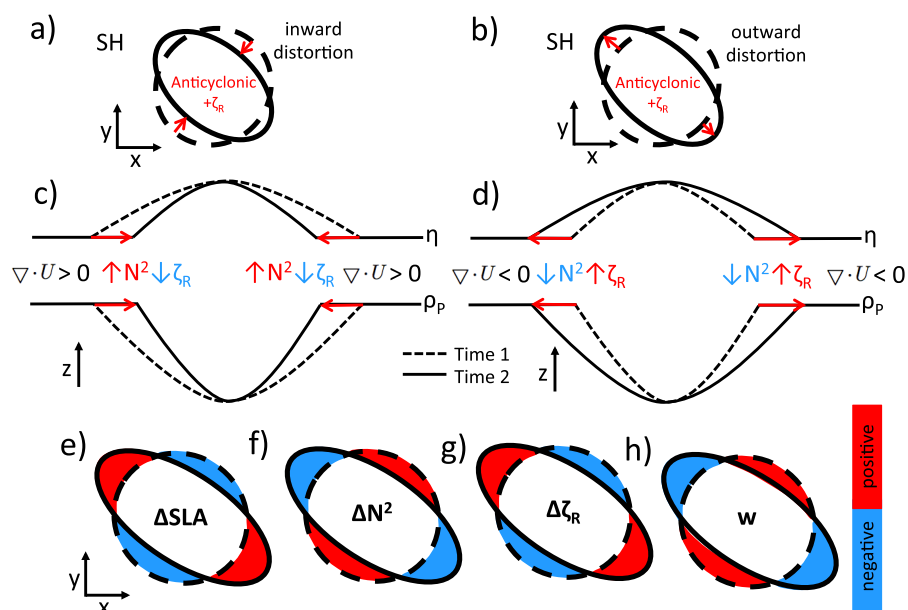 a)
SH
inward
distortion
Anticyclonic
+ζR
y
x
b)
SH
outward
distortion
Anticyclonic
+ζR
y
x
c)
η
∇·U > 0 ↑N² ↓ζR ↑N² ↓ζR ∇·U > 0
ρP
z
d)
η
∇·U < 0 ↓N² ↑ζR ↓N² ↑ζR ∇·U < 0
ρP
z
Time 1
Time 2
e)
ΔSLA
y
x
f)
ΔN²
g)
ΔζR
h)
w
positive
negative